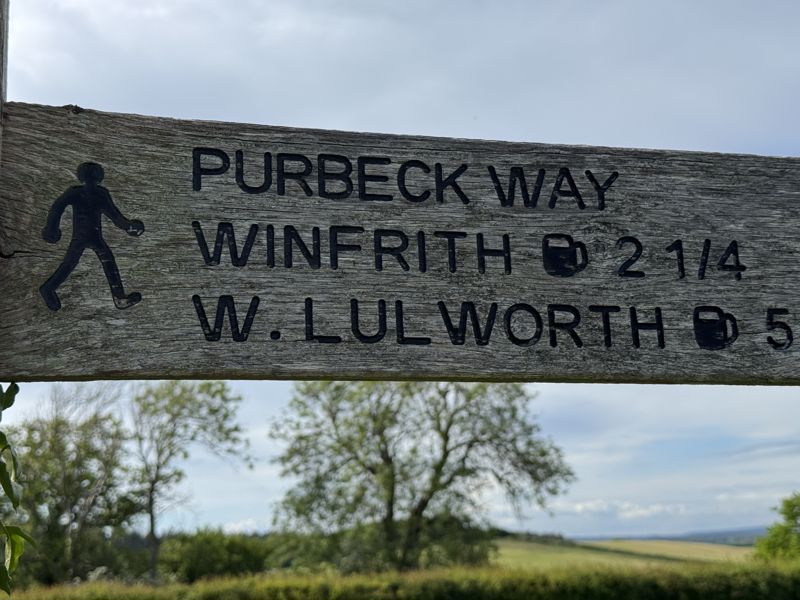 PURBECK WAY
WINFRITH 2 1/4
W. LULWORTH 5